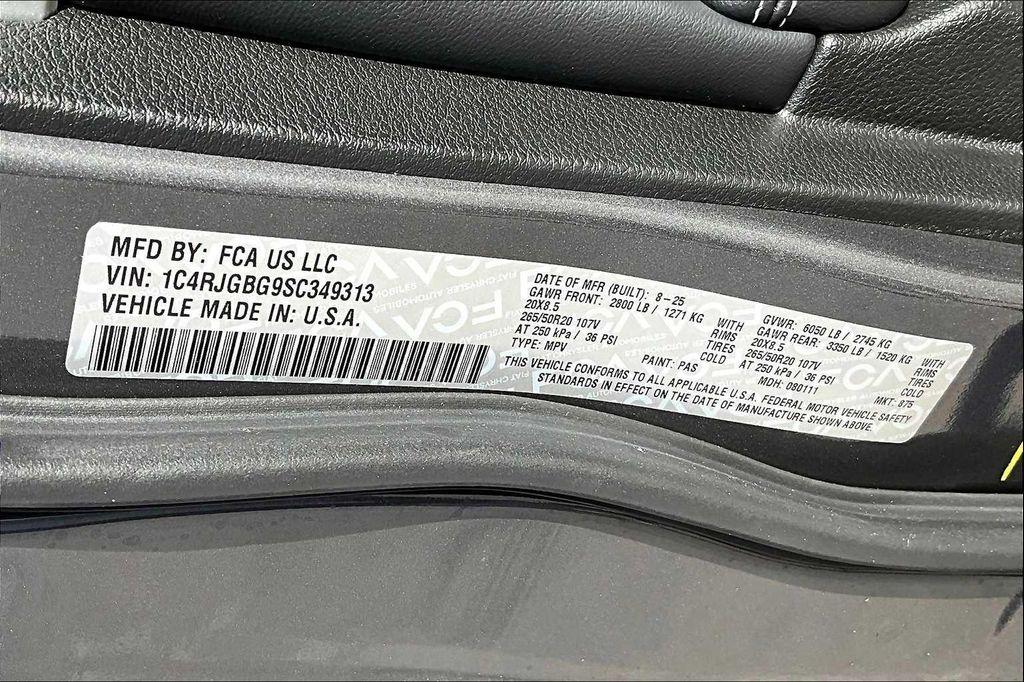 MFD BY: FCA US LLC
VIN: 1C4RJGBG9SC349313
VEHICLE MADE IN: U.S.A.
DATE OF MFR (BUILT): 8-25 GVWR: 6050 LB / 2745 KG
GAWR FRONT: 2800 LB / 1271 KG WITH GAWR REAR: 3350 LB / 1520 KG WITH
20X8.5 RIMS 20X8.5 RIMS
265/50R20 107V TIRES 265/50R20 107V TIRES
AT 250 kPa / 36 PSI COLD AT 250 kPa / 36 PSI COLD
TYPE: MPV PAINT: PAS MDH: 080111 MKT: 875
THIS VEHICLE CONFORMS TO ALL APPLICABLE U.S.A. FEDERAL MOTOR VEHICLE SAFETY
STANDARDS IN EFFECT ON THE DATE OF MANUFACTURE SHOWN ABOVE.